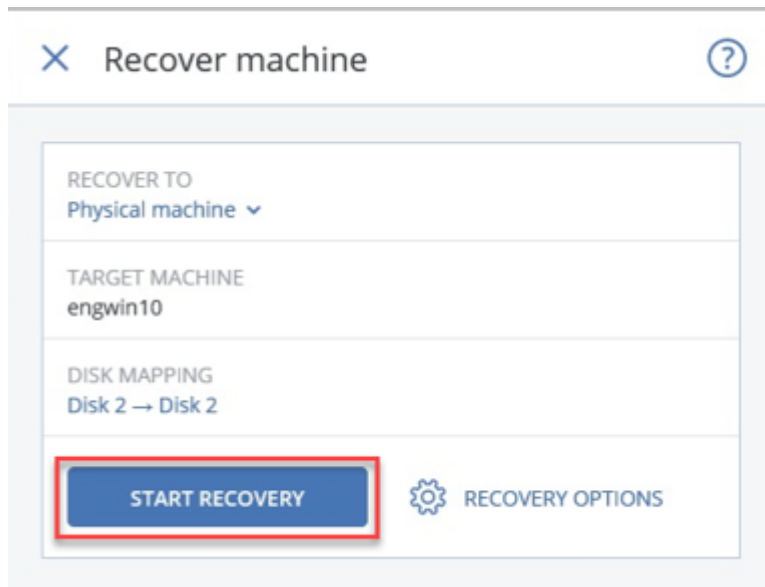 Recover machine
?
RECOVER TO
Physical machine
TARGET MACHINE
engwin10
DISK MAPPING
Disk 2 → Disk 2
START RECOVERY
RECOVERY OPTIONS